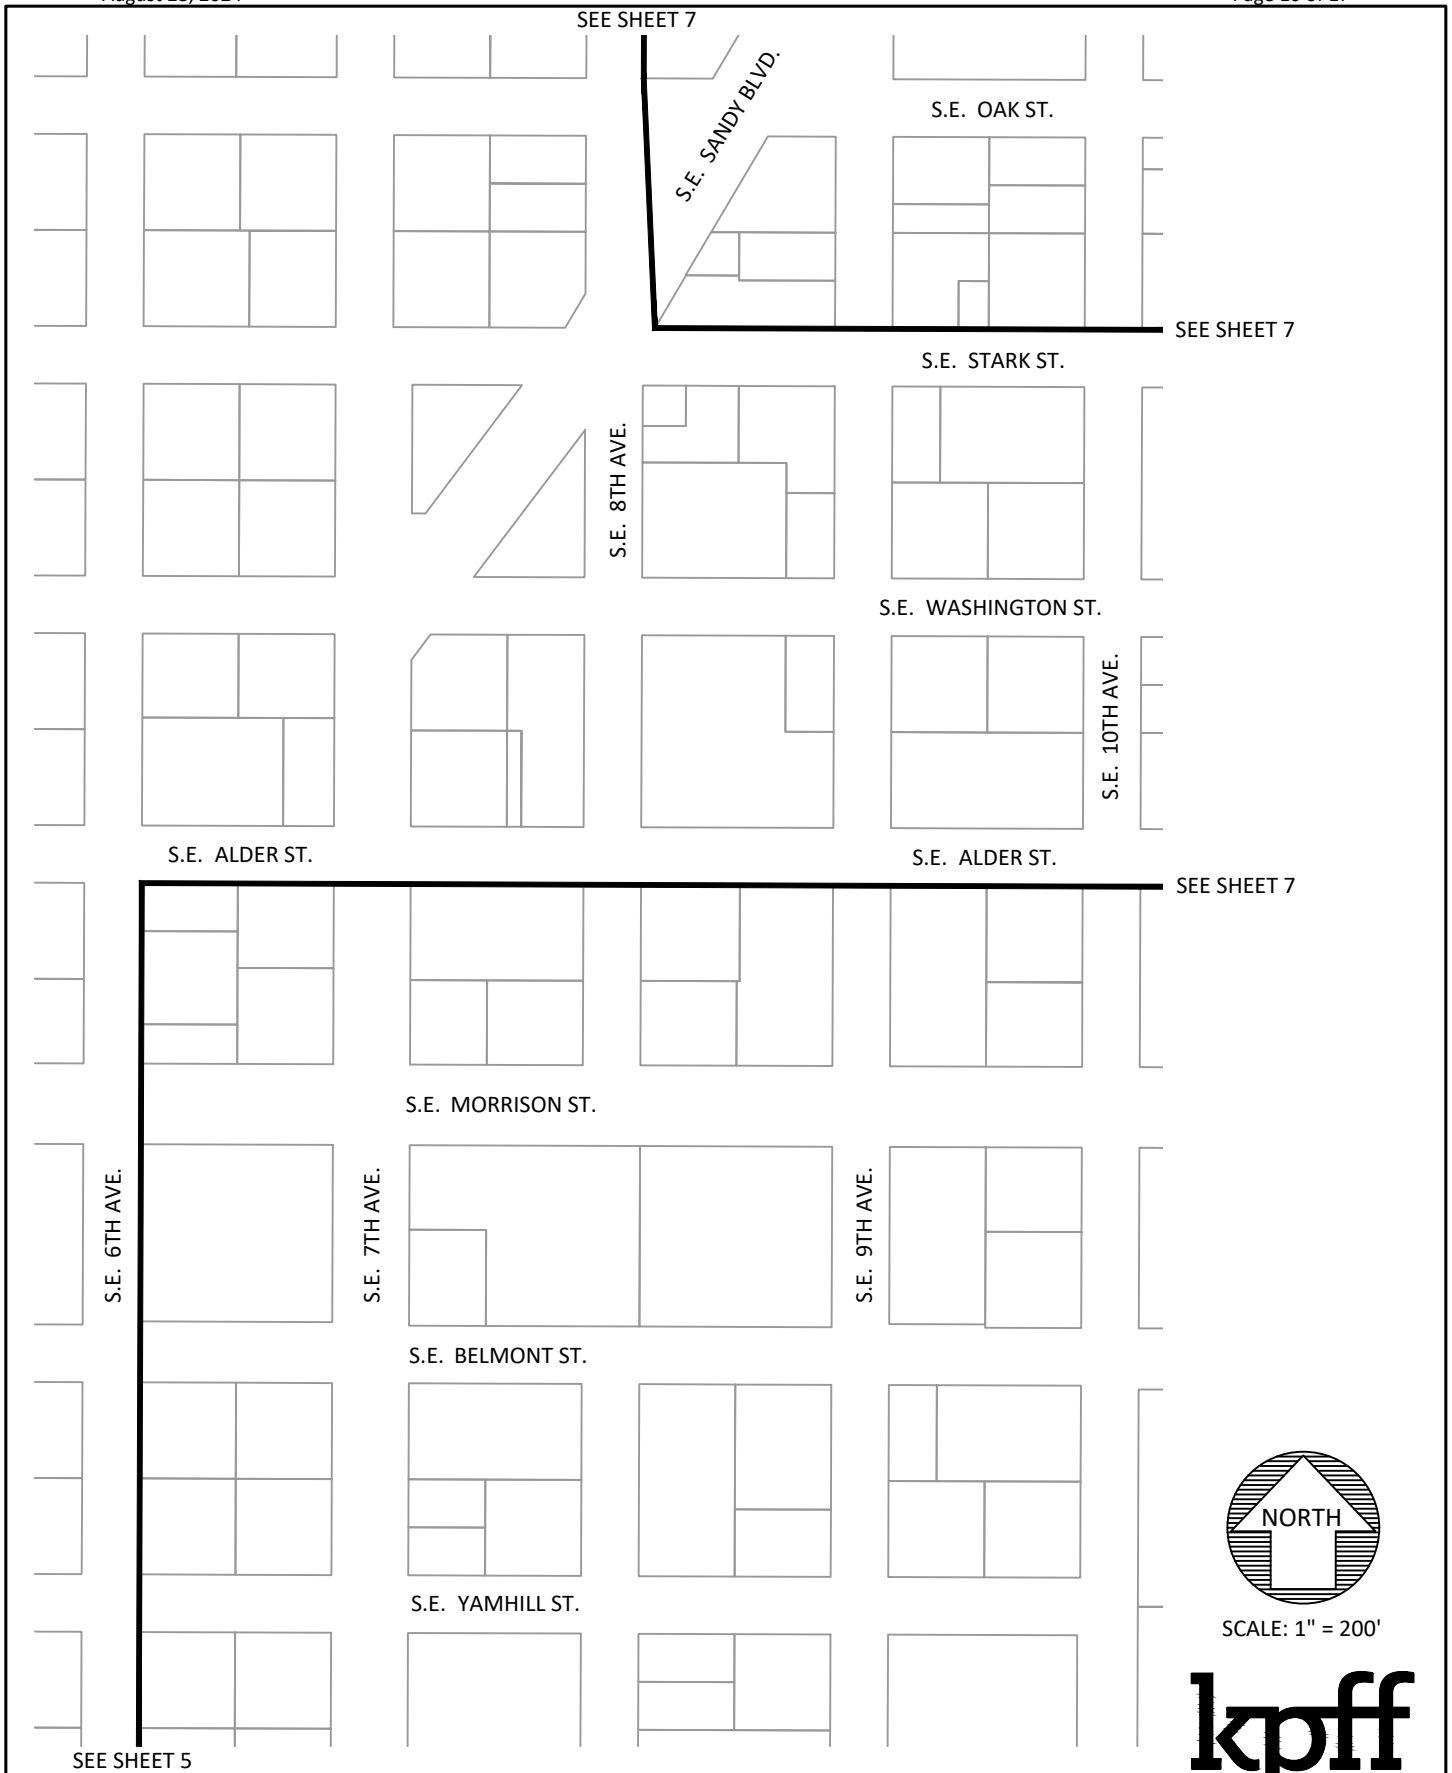 SEE SHEET 7
S.E. SANDY BLVD.
S.E. OAK ST.
SEE SHEET 7
S.E. STARK ST.
S.E. 8TH AVE.
S.E. WASHINGTON ST.
S.E. 10TH AVE.
S.E. ALDER ST.
S.E. ALDER ST.
SEE SHEET 7
S.E. MORRISON ST.
S.E. 6TH AVE.
S.E. 7TH AVE.
S.E. 9TH AVE.
S.E. BELMONT ST.
NORTH
S.E. YAMHILL ST.
SCALE: 1" = 200'
kpff
SEE SHEET 5